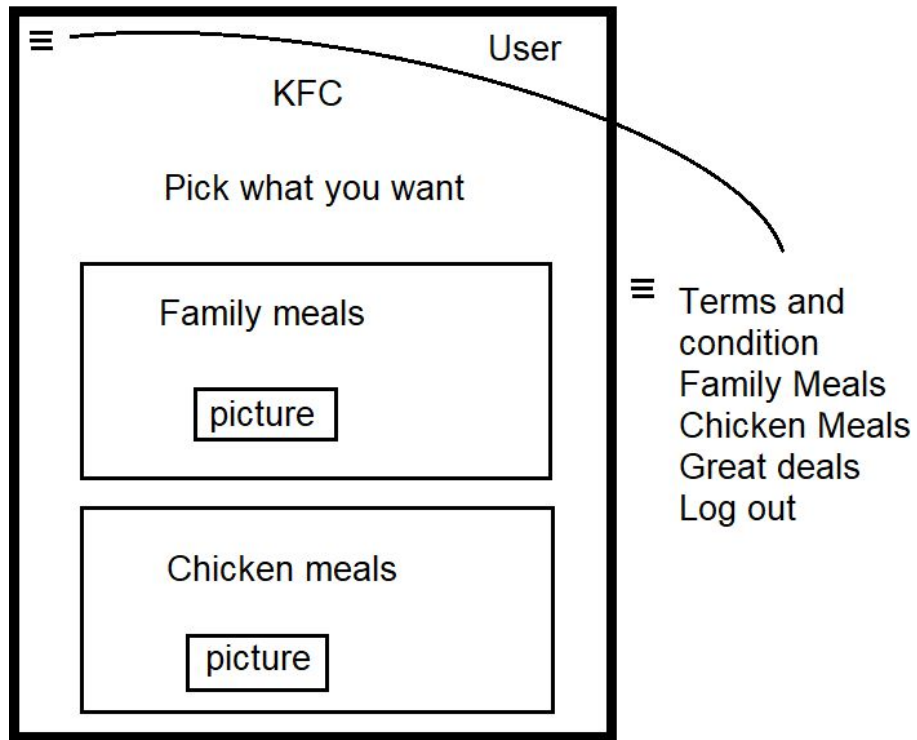 User
KFC
Pick what you want
Family meals
picture
Chicken meals
picture
Terms and
condition
Family Meals
Chicken Meals
Great deals
Log out